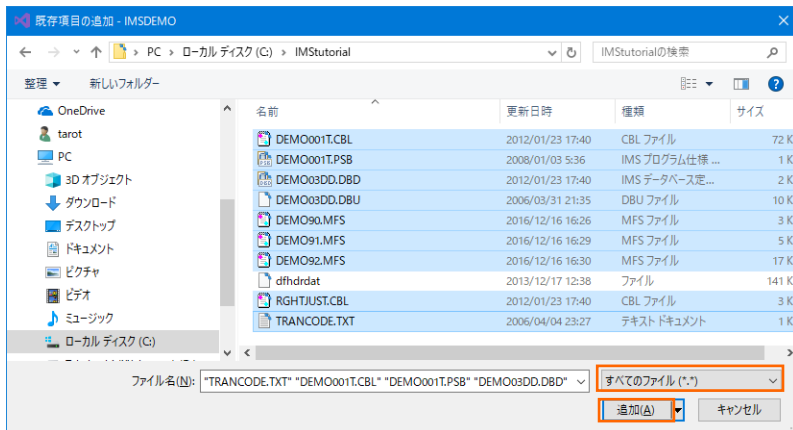 既存項目の追加 - IMSDEMO
PC > ローカル ディスク (C:) > IMStutorial
IMStutorialの検索
整理 新しいフォルダー
名前 更新日時 種類 サイズ
OneDrive
tarot
PC
3D オブジェクト
ダウンロード
デスクトップ
ドキュメント
ピクチャ
ビデオ
ミュージック
ローカル ディスク (C:)
DEMO001T.CBL 2012/01/23 17:40 CBL ファイル 72 K
DEMO001T.PSB 2008/01/03 5:36 IMS プログラム仕様 ... 1 K
DEMO03DD.DBD 2012/01/23 17:40 IMS データベース定... 2 K
DEMO03DD.DBU 2006/03/31 21:35 DBU ファイル 10 K
DEMO90.MFS 2016/12/16 16:26 MFS ファイル 3 K
DEMO91.MFS 2016/12/16 16:29 MFS ファイル 5 K
DEMO92.MFS 2016/12/16 16:30 MFS ファイル 17 K
dfhdrdat 2013/12/17 12:38 ファイル 141 K
RGHTJUST.CBL 2012/01/23 17:40 CBL ファイル 3 K
TRANCODE.TXT 2006/04/04 23:27 テキスト ドキュメント 1 K
ファイル名(N): "TRANCODE.TXT" "DEMO001T.CBL" "DEMO001T.PSB" "DEMO03DD.DBD" すべてのファイル (*.*)
追加(A) キャンセル